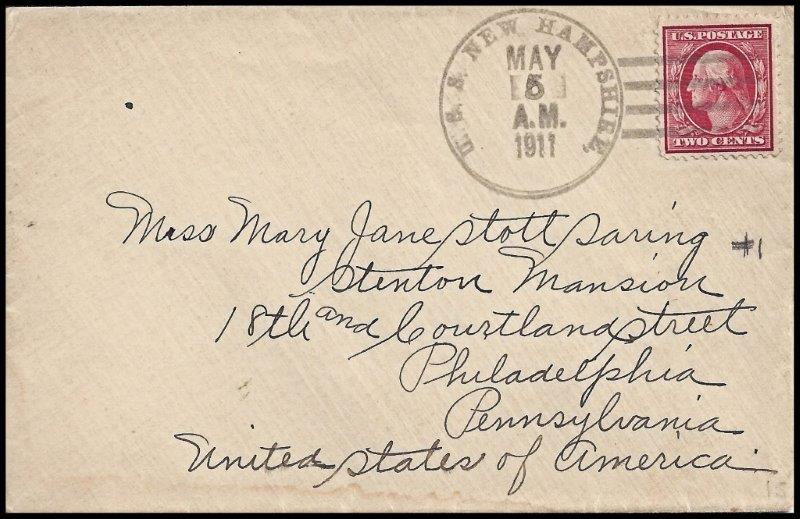 U. S. S. NEW HAMPSHIRE,
MAY
5
A.M.
1911
U.S. POSTAGE
TWO CENTS
Miss Mary Jane Stott Saring
#1
Stenton Mansion
18th and Courtland Street
Philadelphia
Pennsylvania
United States of America.
15